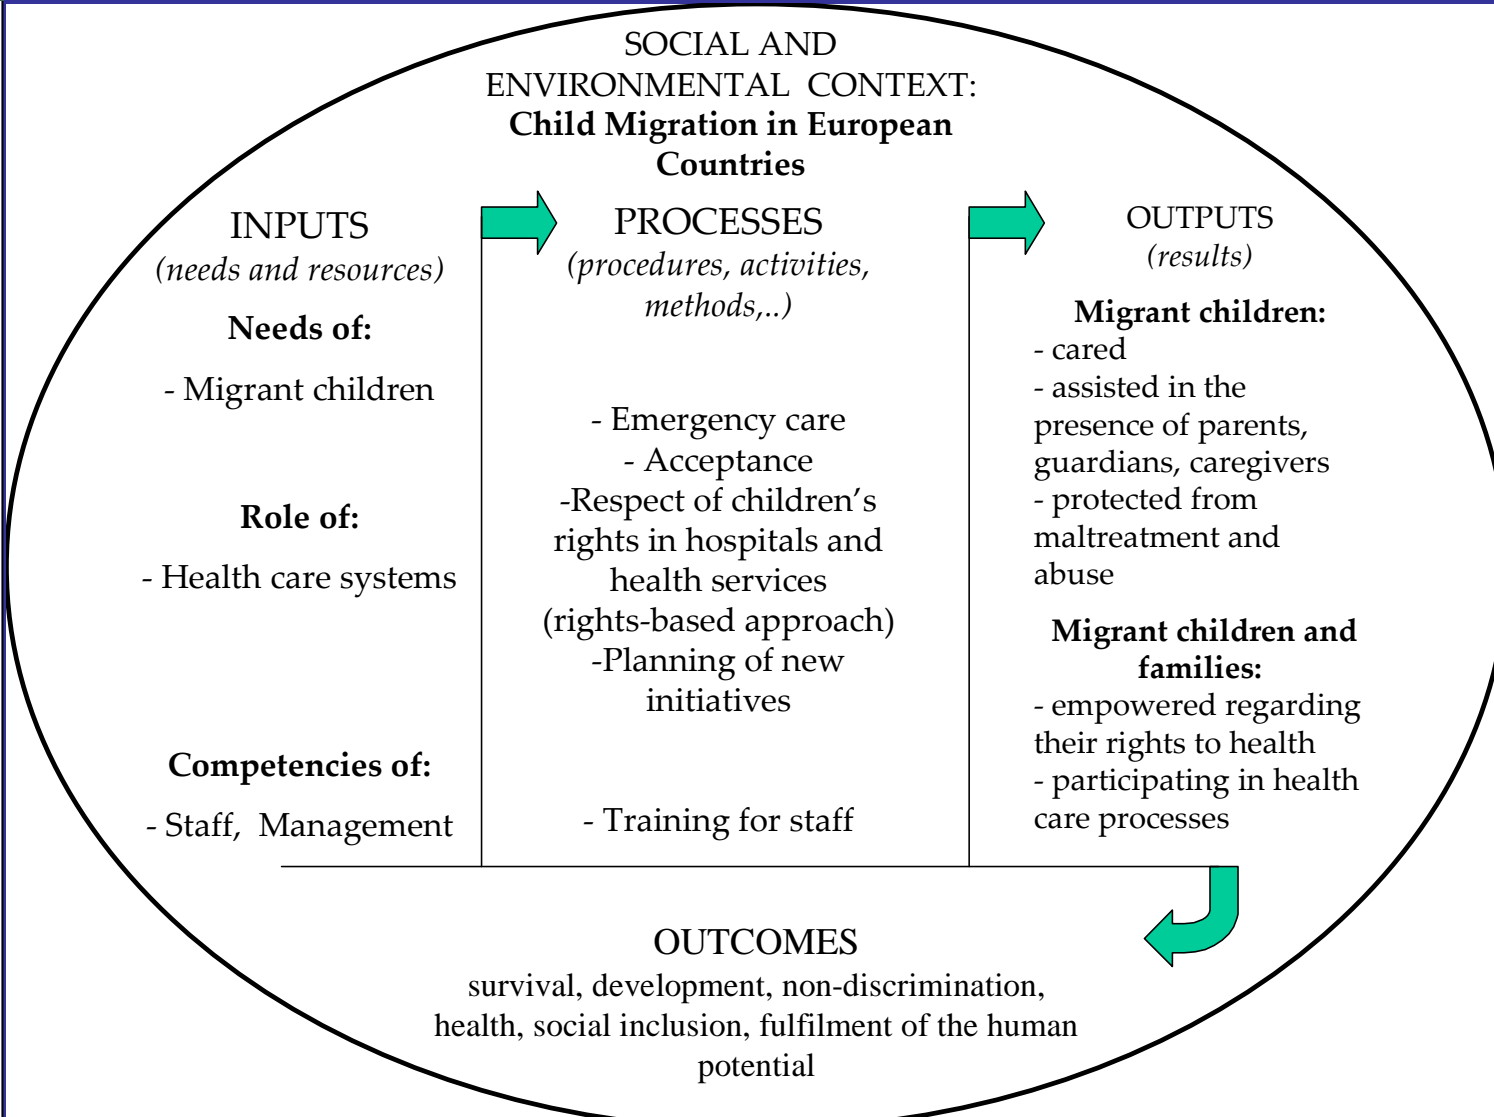 SOCIAL AND
ENVIRONMENTAL CONTEXT:
Child Migration in European
Countries
INPUTS
(needs and resources)
Needs of:
- Migrant children
Role of:
- Health care systems
Competencies of:
- Staff, Management
PROCESSES
(procedures, activities,
methods,..)
- Emergency care
- Acceptance
-Respect of children’s
rights in hospitals and
health services
(rights-based approach)
-Planning of new
initiatives
- Training for staff
OUTPUTS
(results)
Migrant children:
- cared
- assisted in the
presence of parents,
guardians, caregivers
- protected from
maltreatment and
abuse
Migrant children and
families:
- empowered regarding
their rights to health
- participating in health
care processes
OUTCOMES
survival, development, non-discrimination,
health, social inclusion, fulfilment of the human
potential